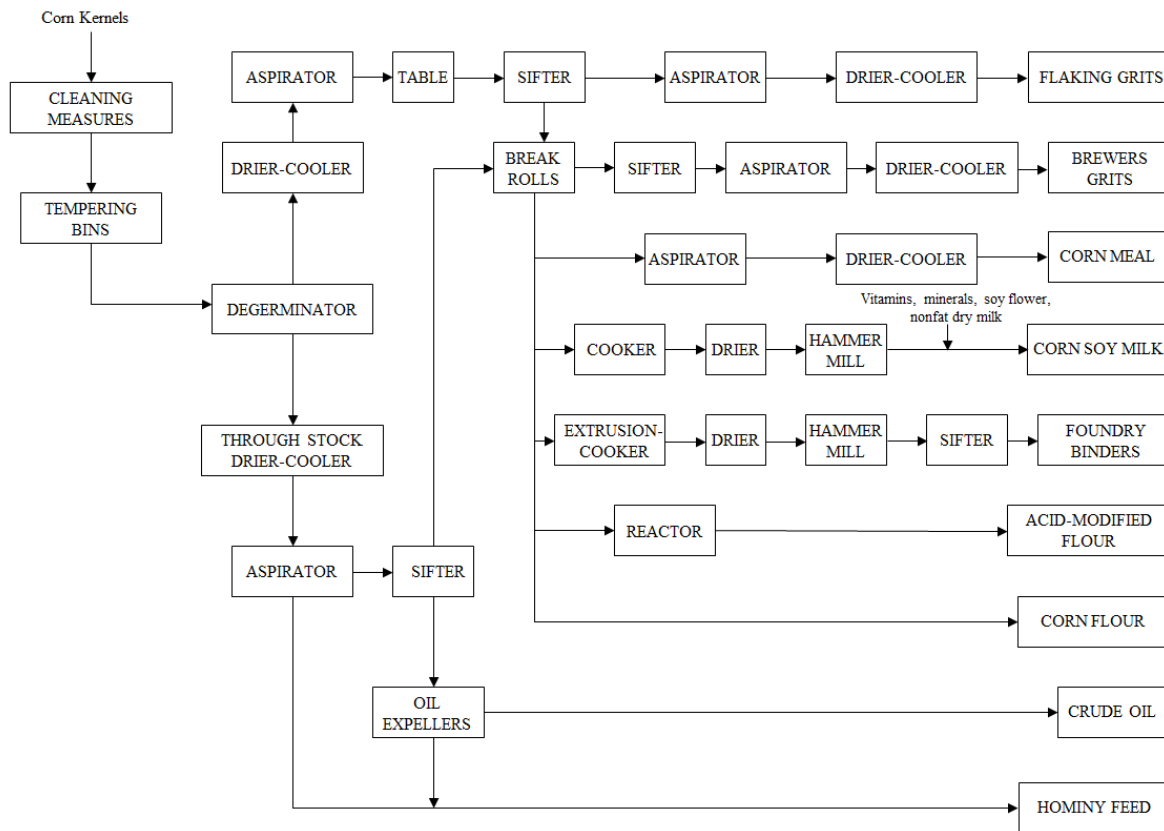 Corn Kernels
CLEANING
MEASURES
TEMPERING
BINS
DEGERMINATOR
DRIER-COOLER
ASPIRATOR
TABLE
SIFTER
ASPIRATOR
DRIER-COOLER
FLAKING GRITS
BREAK
ROLLS
SIFTER
ASPIRATOR
DRIER-COOLER
BREWERS
GRITS
ASPIRATOR
DRIER-COOLER
CORN MEAL
Vitamins, minerals, soy flower,
nonfat dry milk
COOKER
DRIER
HAMMER
MILL
CORN SOY MILK
EXTRUSION-
COOKER
DRIER
HAMMER
MILL
SIFTER
FOUNDRY
BINDERS
REACTOR
ACID-MODIFIED
FLOUR
CORN FLOUR
THROUGH STOCK
DRIER-COOLER
ASPIRATOR
SIFTER
OIL
EXPELLERS
CRUDE OIL
HOMINY FEED